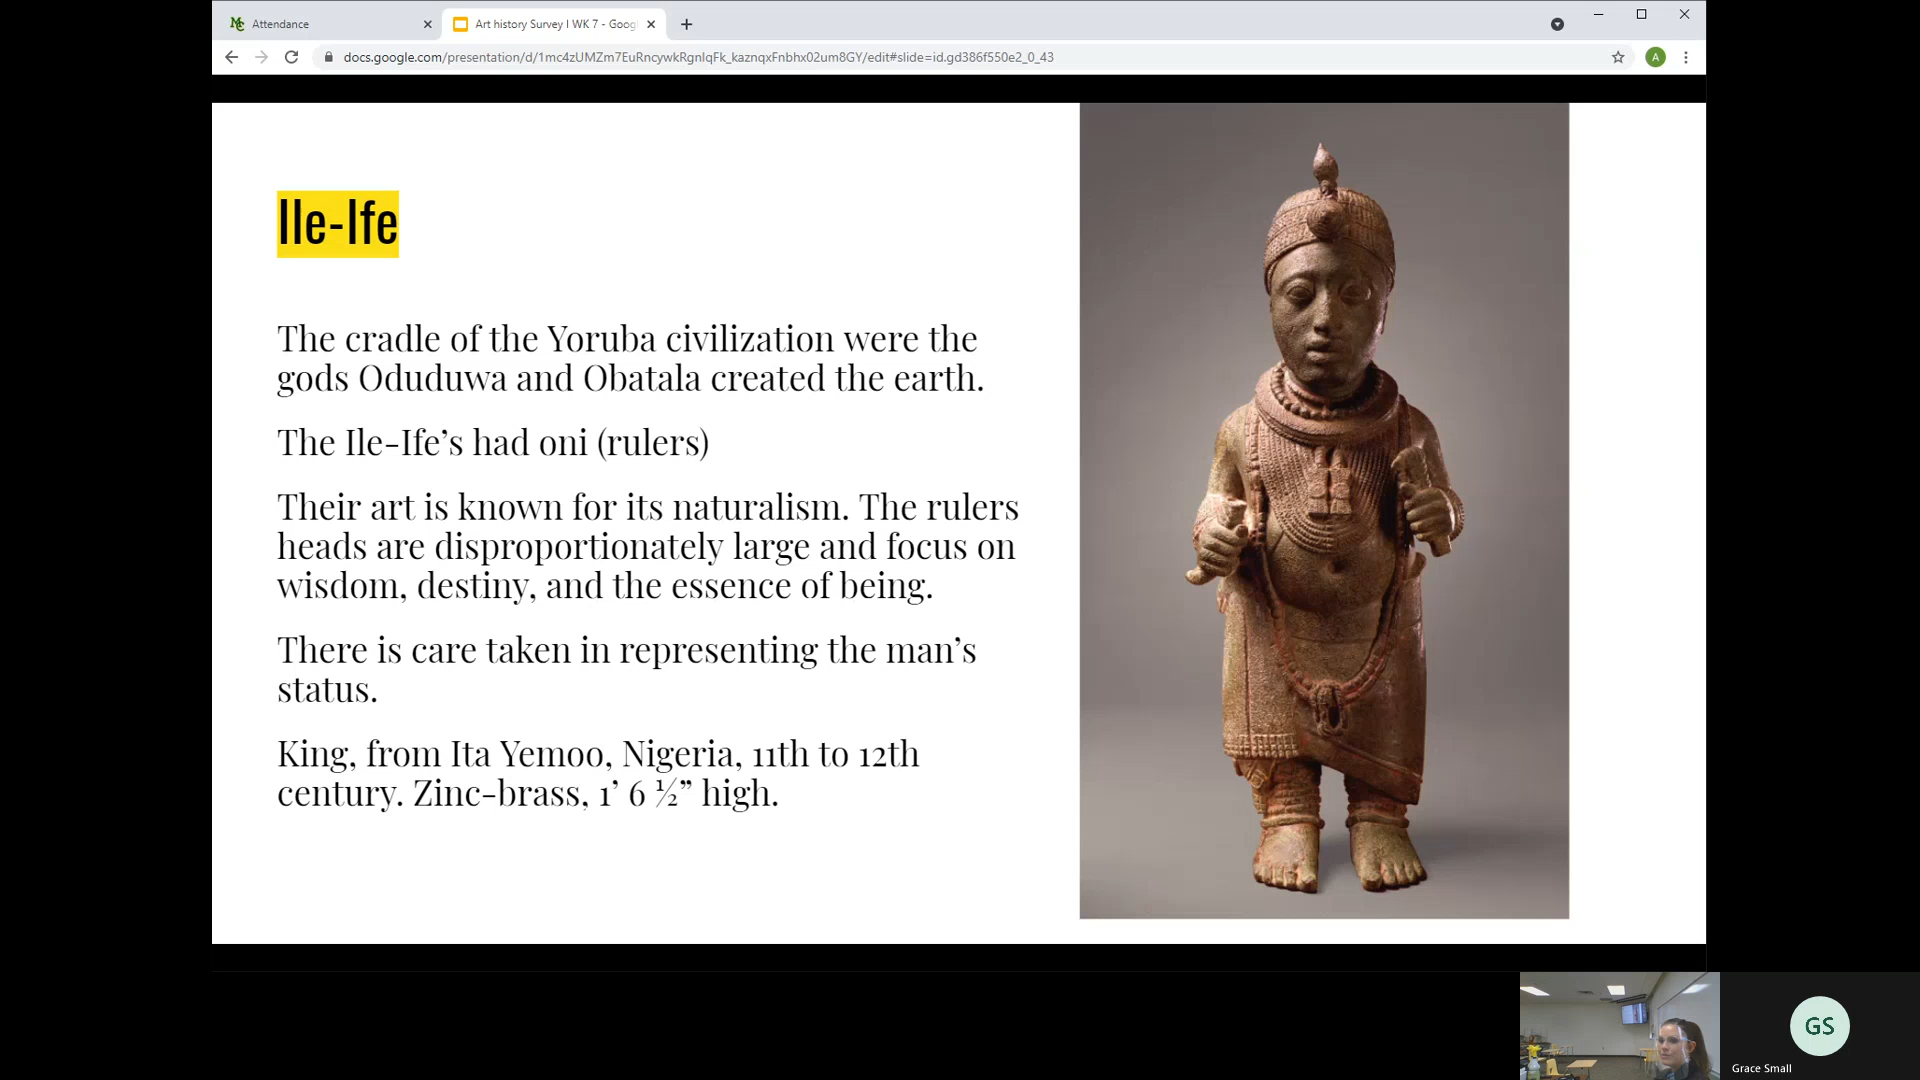 Attendance
Art history Survey I WK 7 - Goog
docs.google.com/presentation/d/1mc4zUMZm7EuRncywkRgnlqFk_kaznqxFnbhx02um8GY/edit#slide=id.gd386f550e2_0_43
A
Ile-Ife
The cradle of the Yoruba civilization were the
gods Oduduwa and Obatala created the earth.
The Ile-Ife’s had oni (rulers)
Their art is known for its naturalism. The rulers
heads are disproportionately large and focus on
wisdom, destiny, and the essence of being.
There is care taken in representing the man’s
status.
King, from Ita Yemoo, Nigeria, 11th to 12th
century. Zinc-brass, 1’ 6 ½” high.
GS
Grace Small